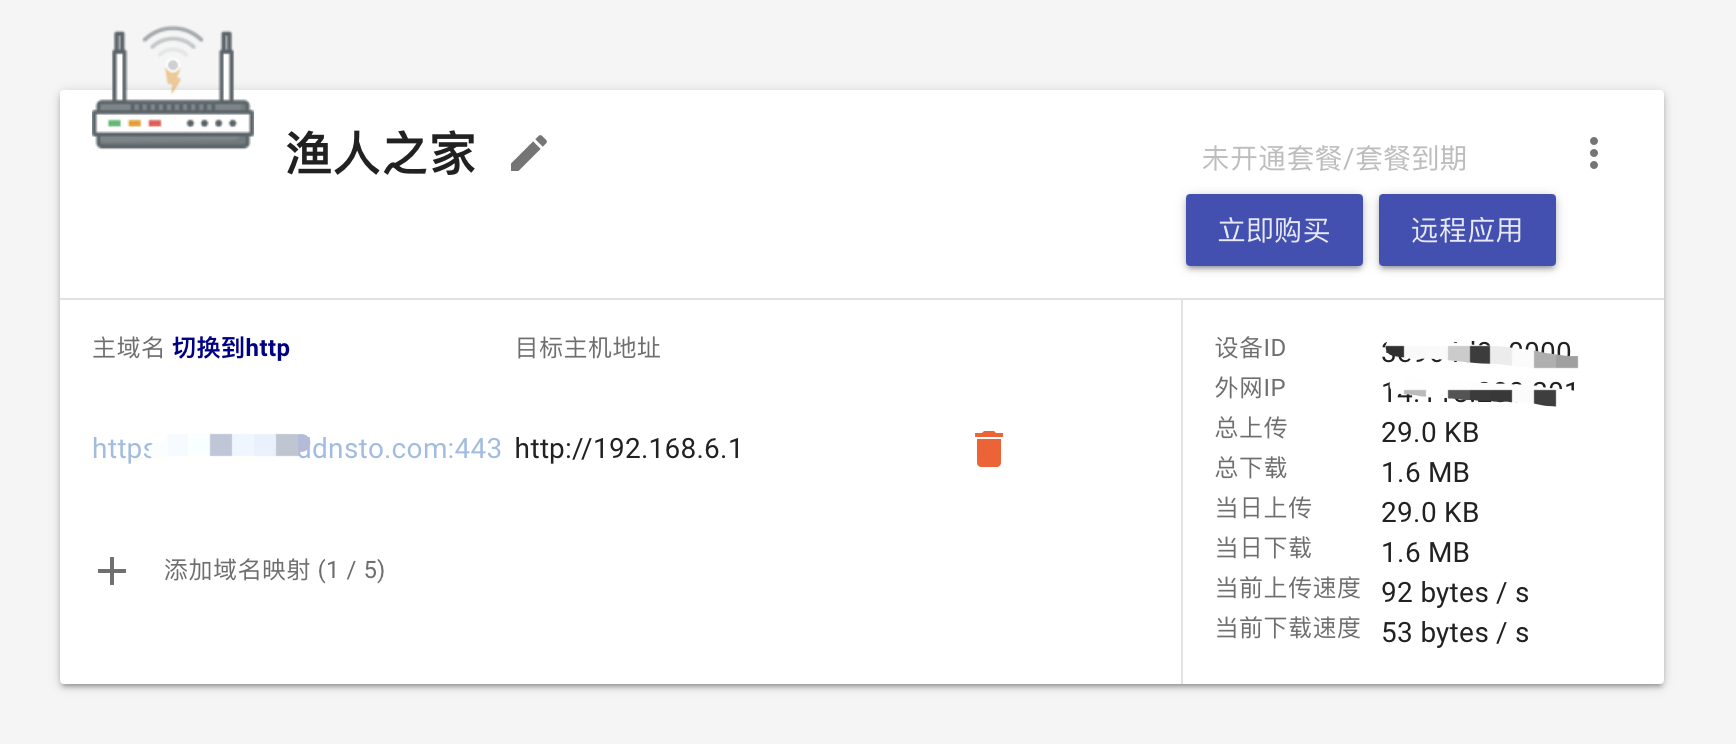 渔人之家
未开通套餐/套餐到期
立即购买 远程应用
主域名 切换到http 目标主机地址
https ddnsto.com:443 http://192.168.6.1
添加域名映射 (1 / 5)
设备ID
外网IP
总上传 29.0 KB
总下载 1.6 MB
当日上传 29.0 KB
当日下载 1.6 MB
当前上传速度 92 bytes / s
当前下载速度 53 bytes / s